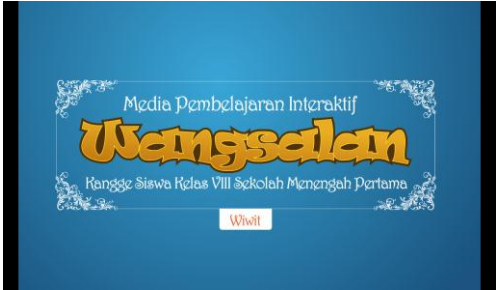 Media Pembelajaran Interaktif
Wangsalan
Kangge Siswa Kelas VIII Sekolah Menengah Pertama
Wiwit